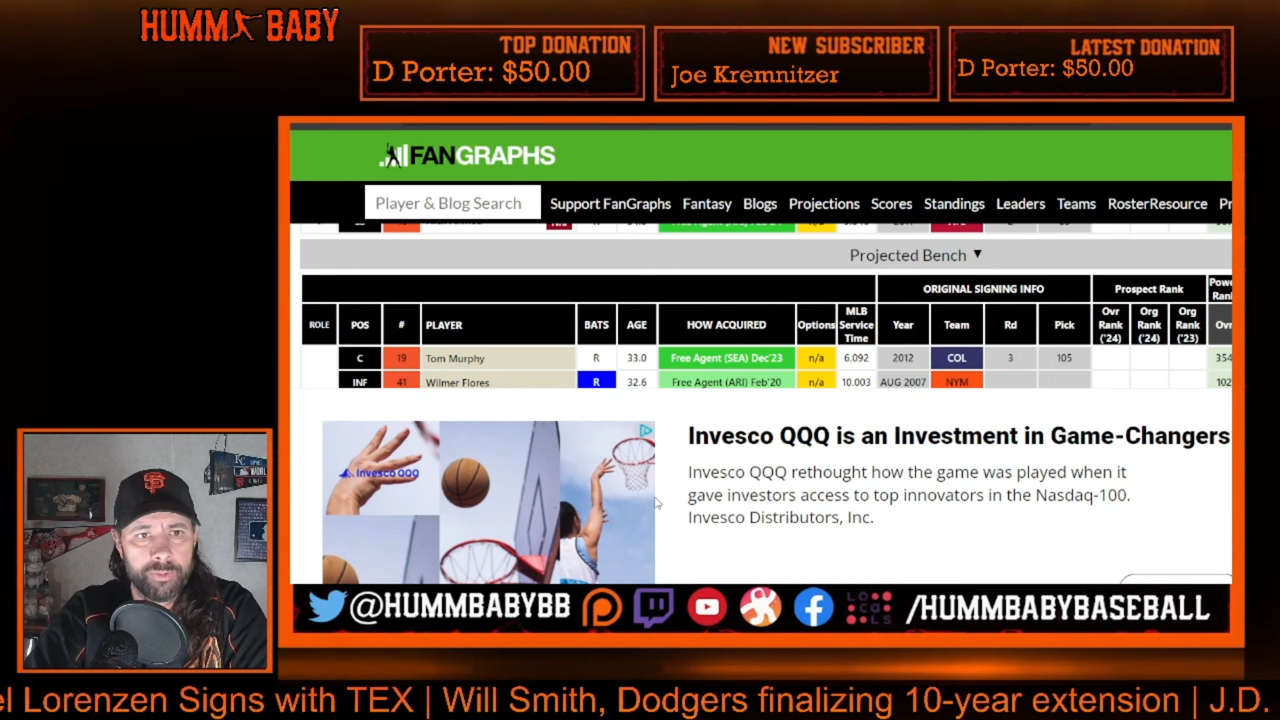 HUMM BABY
TOP DONATION
D Porter: $50.00
NEW SUBSCRIBER
Joe Kremnitzer
LATEST DONATION
D Porter: $50.00
FANGRAPHS
Player & Blog Search Support FanGraphs Fantasy Blogs Projections Scores Standings Leaders Teams RosterResource Pr
Projected Bench ▼
ORIGINAL SIGNING INFO Prospect Rank
ROLE POS # PLAYER BATS AGE HOW ACQUIRED Options MLB Service Time Year Team Rd Pick Ovr Rank ('24) Org Rank ('24) Org Rank ('23) Ovr
C 19 Tom Murphy R 33.0 Free Agent (SEA) Dec'23 n/a 6.092 2012 COL 3 105 354
INF 41 Wilmer Flores R 32.6 Free Agent (ARI) Feb'20 n/a 10.003 AUG 2007 NYM 102
Invesco QQQ
Invesco QQQ is an Investment in Game-Changers
Invesco QQQ rethought how the game was played when it
gave investors access to top innovators in the Nasdaq-100.
Invesco Distributors, Inc.
@HUMMBABYBB LOCALS /HUMMBABYBASEBALL
el Lorenzen Signs with TEX | Will Smith, Dodgers finalizing 10-year extension | J.D.